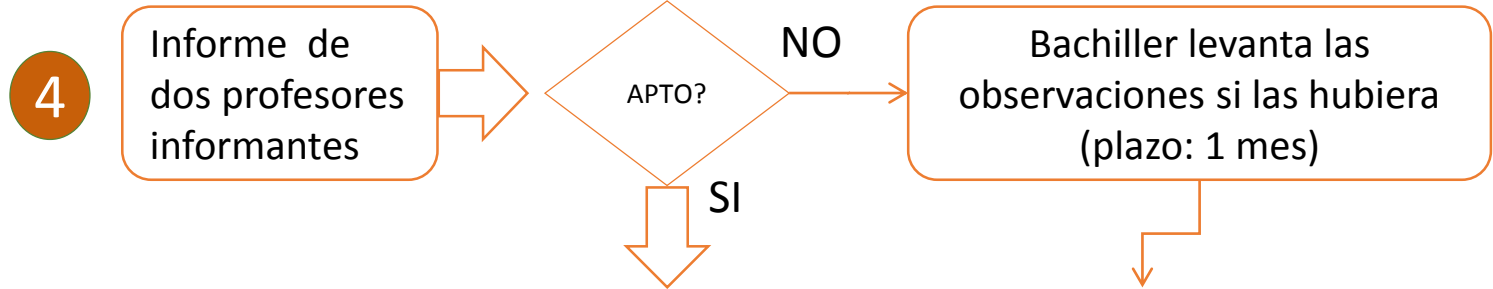 4
Informe de
dos profesores
informantes
APTO?
NO
SI
Bachiller levanta las
observaciones si las hubiera
(plazo: 1 mes)